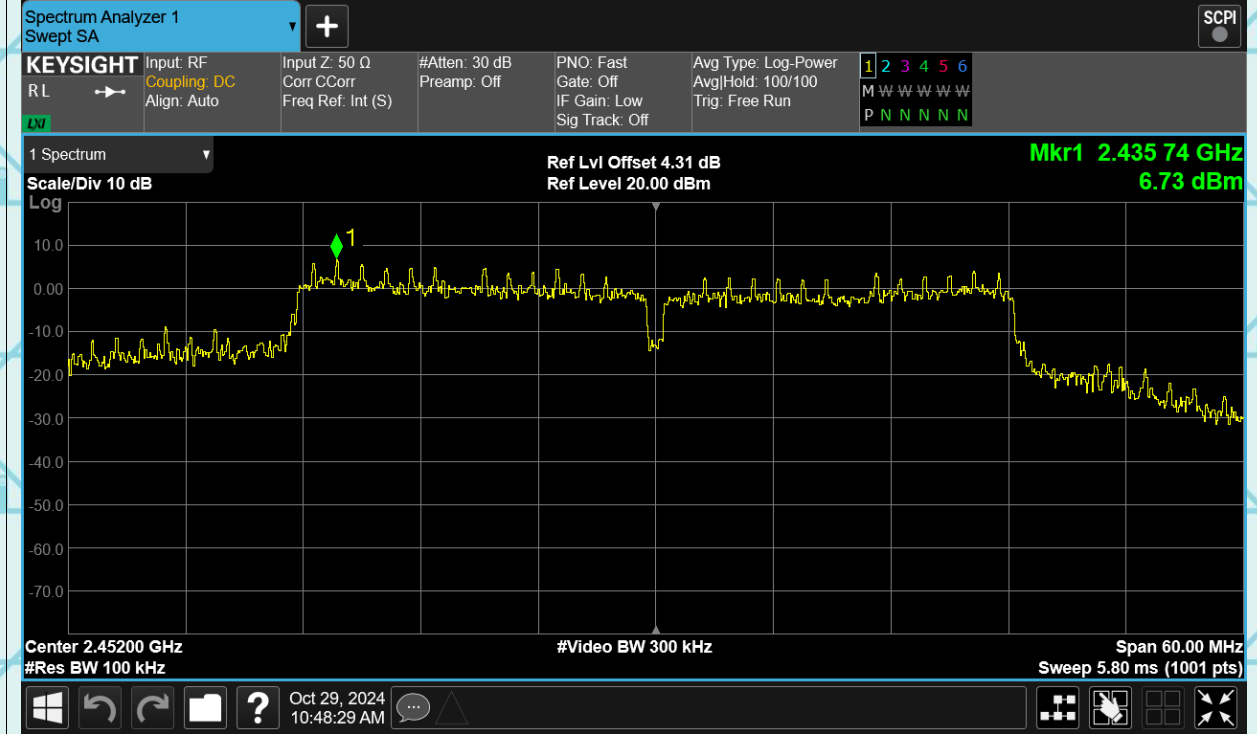 Spectrum Analyzer 1
Swept SA
SCPI
KEYSIGHT
R L
LXI
Input: RF
Coupling: DC
Align: Auto
Input Z: 50 Ω
Corr CCorr
Freq Ref: Int (S)
#Atten: 30 dB
Preamp: Off
PNO: Fast
Gate: Off
IF Gain: Low
Sig Track: Off
Avg Type: Log-Power
Avg|Hold: 100/100
Trig: Free Run
1 2 3 4 5 6
M W W W W W
P N N N N N
1 Spectrum
Scale/Div 10 dB
Log
Ref Lvl Offset 4.31 dB
Ref Level 20.00 dBm
Mkr1 2.435 74 GHz
6.73 dBm
1
10.0
0.00
-10.0
-20.0
-30.0
-40.0
-50.0
-60.0
-70.0
Center 2.45200 GHz
#Res BW 100 kHz
#Video BW 300 kHz
Span 60.00 MHz
Sweep 5.80 ms (1001 pts)
?
Oct 29, 2024
10:48:29 AM